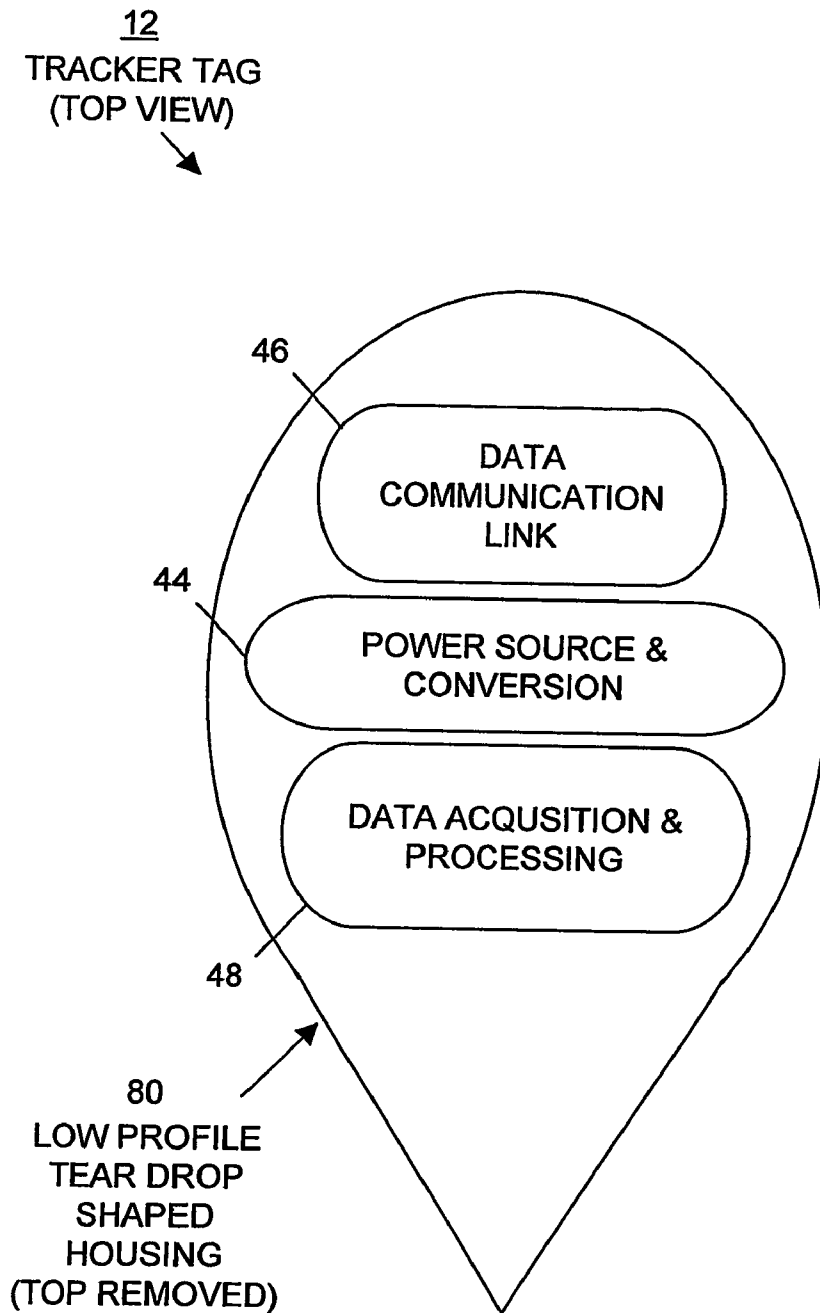 12
TRACKER TAG
(TOP VIEW)
46
DATA
COMMUNICATION
LINK
44
POWER SOURCE &
CONVERSION
DATA ACQUSITION &
PROCESSING
48
80
LOW PROFILE
TEAR DROP
SHAPED
HOUSING
(TOP REMOVED)